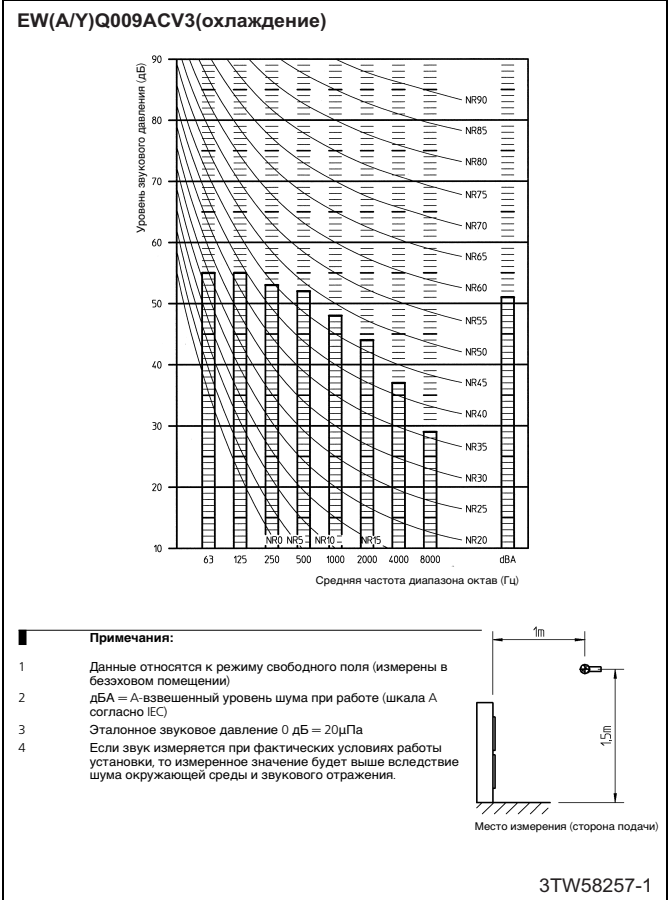 EW(A/Y)Q009ACV3(охлаждение)
Уровень звукового давления (дБ)
90
80
70
60
50
40
30
20
10
NR90
NR85
NR80
NR75
NR70
NR65
NR60
NR55
NR50
NR45
NR40
NR35
NR30
NR25
NR20
NR0 NR5 NR10 NR15
63 125 250 500 1000 2000 4000 8000 dBA
Средняя частота диапазона октав (Гц)
Примечания:
1 Данные относятся к режиму свободного поля (измерены в
безэховом помещении)
2 дБА = А-взвешенный уровень шума при работе (шкала А
согласно IEC)
3 Эталонное звуковое давление 0 дБ = 20µПа
4 Если звук измеряется при фактических условиях работы
установки, то измеренное значение будет выше вследствие
шума окружающей среды и звукового отражения.
1m
1,5m
Место измерения (сторона подачи)
3TW58257-1